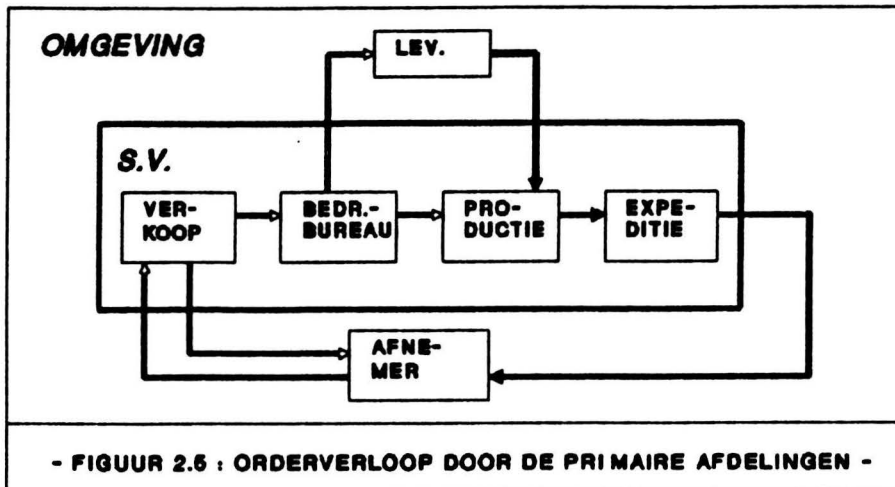 OMGEVING
LEV.
S.V.
VER-
KOOP
BEDR.-
BUREAU
PRO-
DUCTIE
EXPE-
DITIE
AFNE-
MER
- FIGUUR 2.5 : ORDERVERLOOP DOOR DE PRIMAIRE AFDELINGEN -